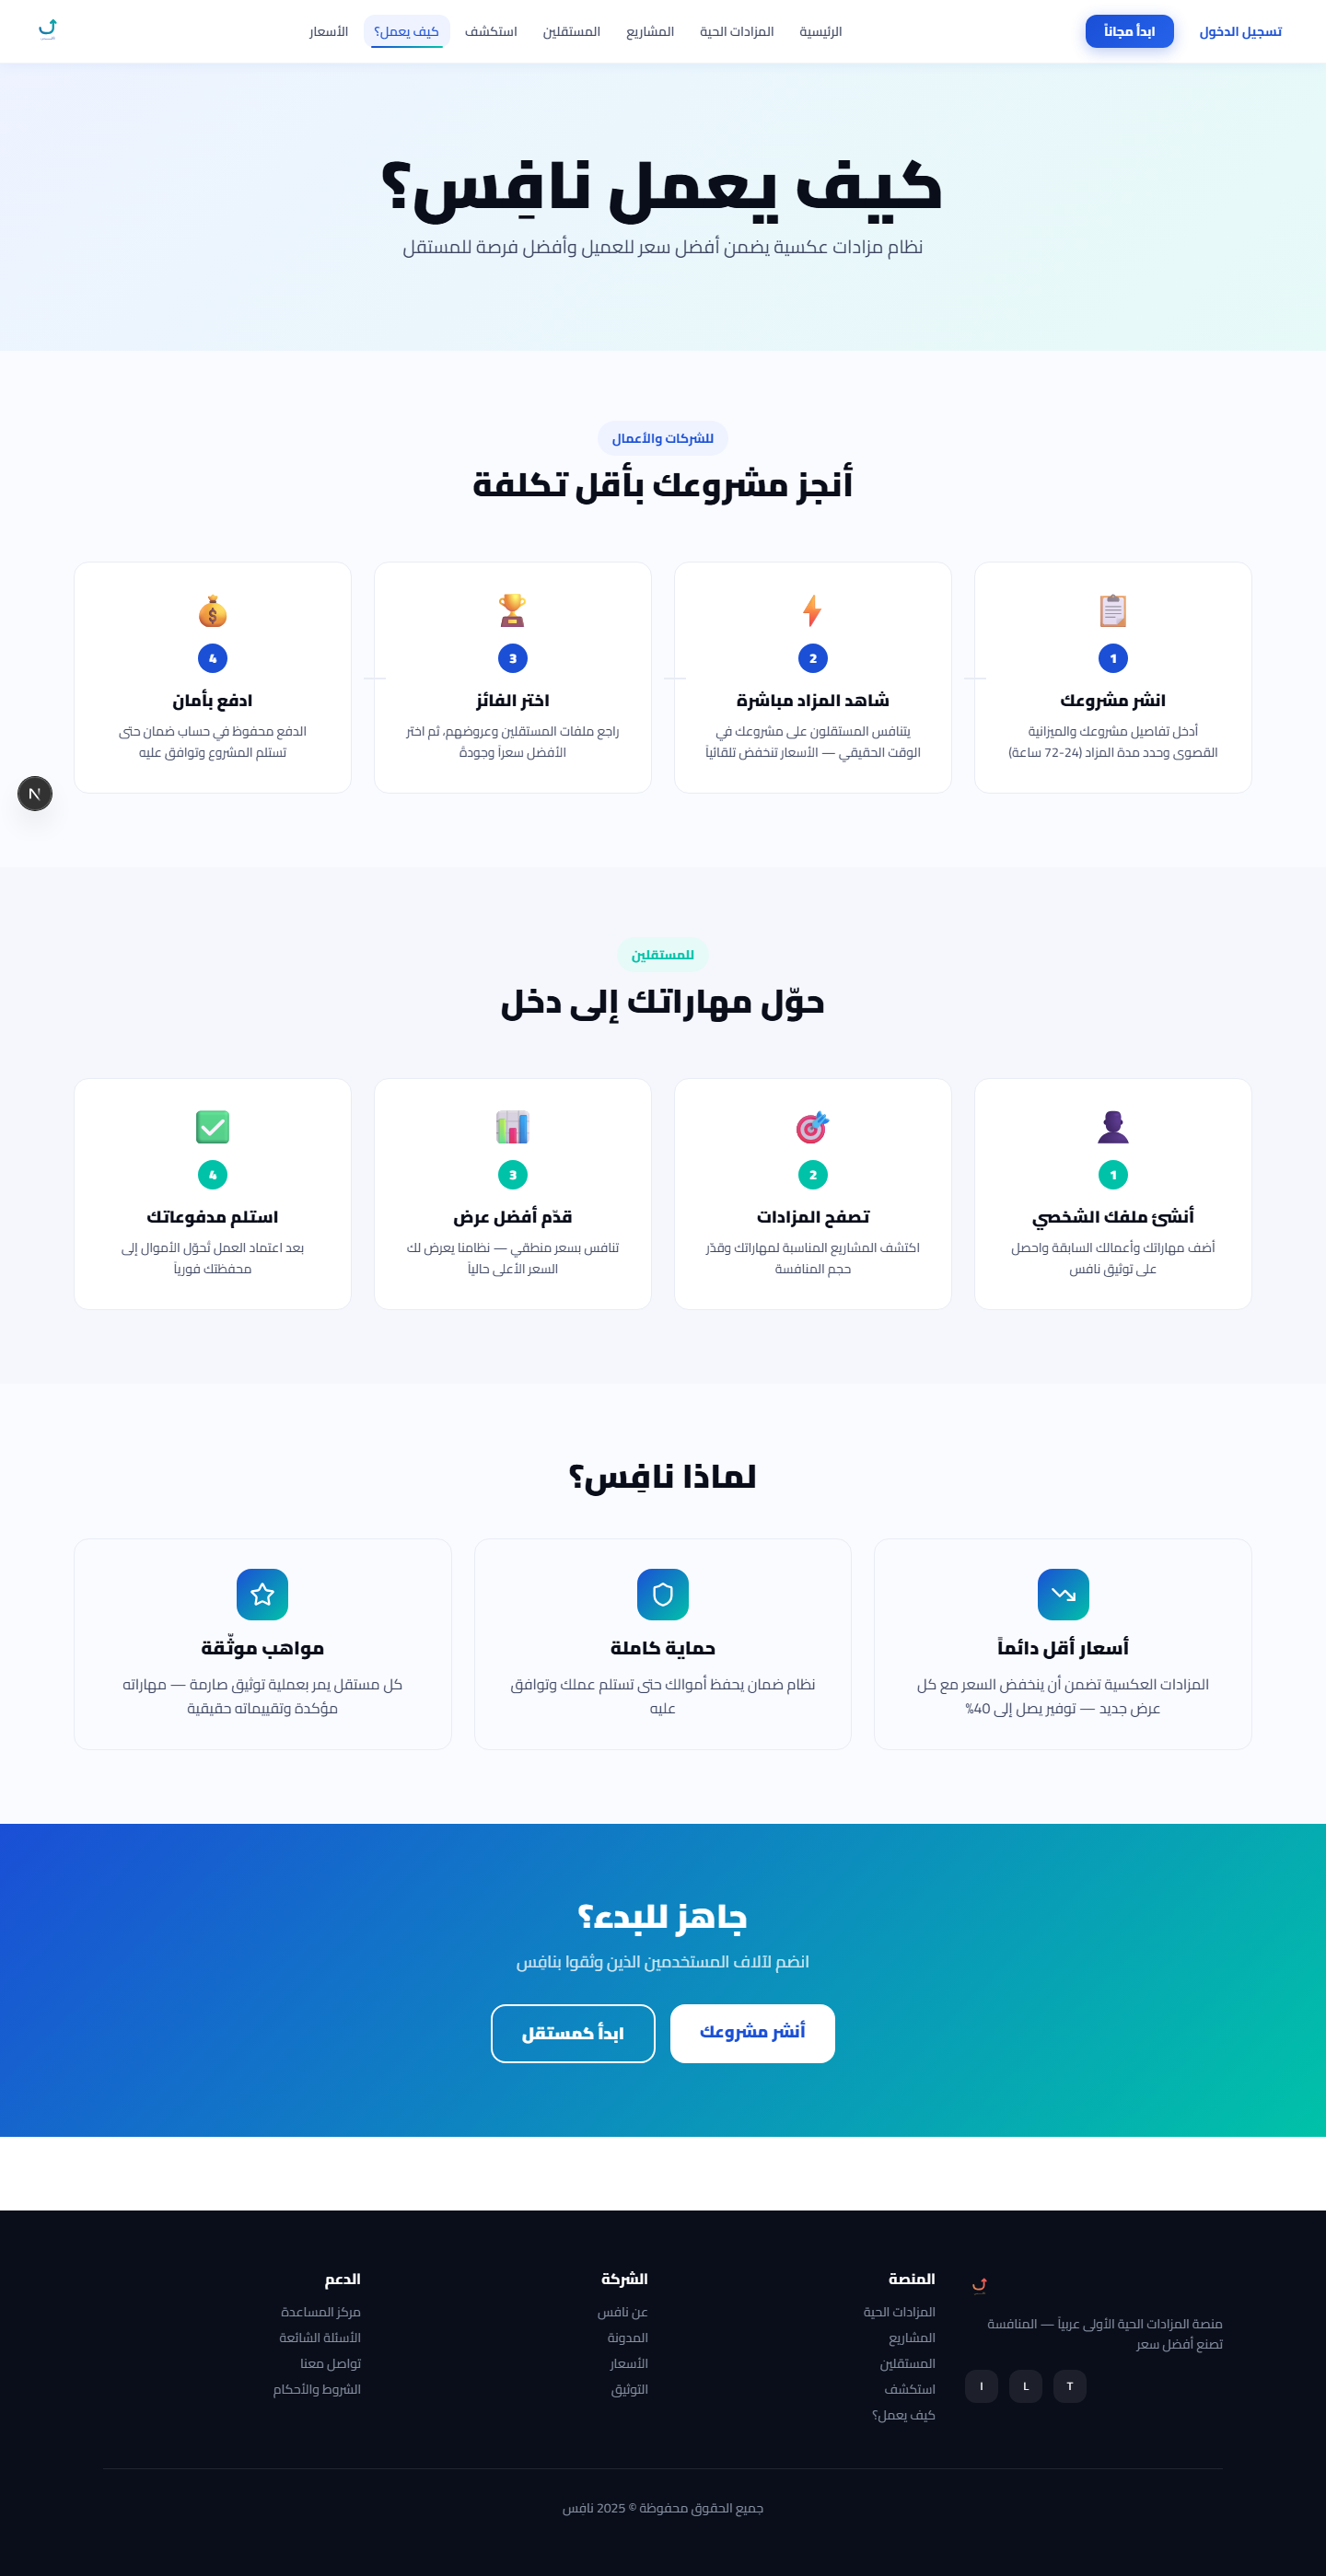 الرئيسية
المزادات الحية
المشاريع
المستقلين
استكشف
كيف يعمل؟
الأسعار
ابدأ مجاناً
تسجيل الدخول
كيف يعمل نافِس؟
نظام مزادات عكسية يضمن أفضل سعر للعميل وأفضل فرصة للمستقل
للشركات والأعمال
أنجز مشروعك بأقل تكلفة
1
انشر مشروعك
أدخل تفاصيل مشروعك والميزانية
القصوى وحدد مدة المزاد (24-72 ساعة)
2
شاهد المزاد مباشرة
يتنافس المستقلون على مشروعك في
الوقت الحقيقي — الأسعار تنخفض تلقائياً
3
اختر الفائز
راجع ملفات المستقلين وعروضهم، ثم اختر
الأفضل سعراً وجودةً
4
ادفع بأمان
الدفع محفوظ في حساب ضمان حتى
تستلم المشروع وتوافق عليه
N
للمستقلين
حوّل مهاراتك إلى دخل
1
أنشئ ملفك الشخصي
أضف مهاراتك وأعمالك السابقة واحصل
على توثيق نافس
2
تصفح المزادات
اكتشف المشاريع المناسبة لمهاراتك وقدّر
حجم المنافسة
3
قدّم أفضل عرض
تنافس بسعر منطقي — نظامنا يعرض لك
السعر الأعلى حالياً
4
استلم مدفوعاتك
بعد اعتماد العمل تُحوّل الأموال إلى
محفظتك فورياً
لماذا نافِس؟
أسعار أقل دائماً
المزادات العكسية تضمن أن ينخفض السعر مع كل
عرض جديد — توفير يصل إلى 40%
حماية كاملة
نظام ضمان يحفظ أموالك حتى تستلم عملك وتوافق
عليه
مواهب موثّقة
كل مستقل يمر بعملية توثيق صارمة — مهاراته
مؤكدة وتقييماته حقيقية
جاهز للبدء؟
انضم لآلاف المستخدمين الذين وثقوا بنافِس
أنشر مشروعك
ابدأ كمستقل
منصة المزادات الحية الأولى عربياً — المنافسة
تصنع أفضل سعر
T
L
I
المنصة
المزادات الحية
المشاريع
المستقلين
استكشف
كيف يعمل؟
الشركة
عن نافس
المدونة
الأسعار
التوثيق
الدعم
مركز المساعدة
الأسئلة الشائعة
تواصل معنا
الشروط والأحكام
جميع الحقوق محفوظة © 2025 نافِس